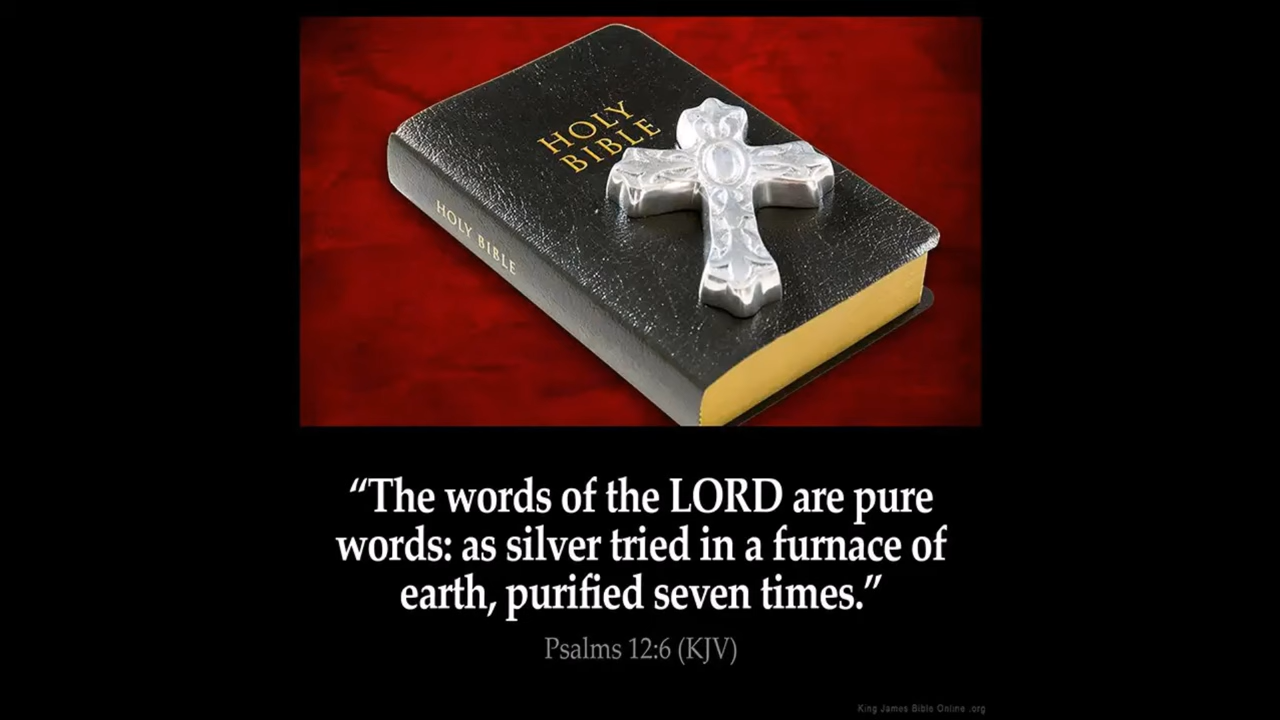 HOLY
BIBLE
HOLY BIBLE
“The words of the LORD are pure
words: as silver tried in a furnace of
earth, purified seven times.”
Psalms 12:6 (KJV)
King James Bible Online .org